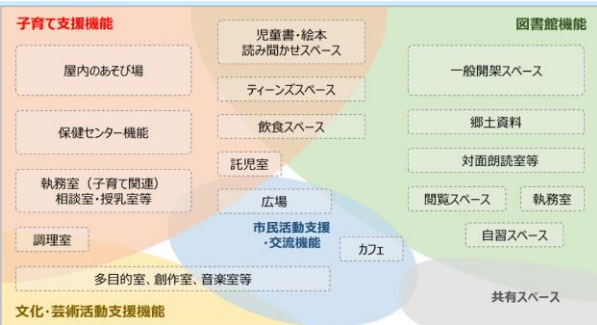 子育て支援機能
図書館機能
児童書・絵本
読み聞かせスペース
屋内のあそび場
一般開架スペース
ティーンズスペース
保健センター機能
飲食スペース
郷土資料
託児室
対面朗読室等
執務室（子育て関連）
相談室・授乳室等
広場
閲覧スペース
執務室
市民活動支援
・交流機能
調理室
カフェ
自習スペース
多目的室、創作室、音楽室等
共有スペース
文化・芸術活動支援機能